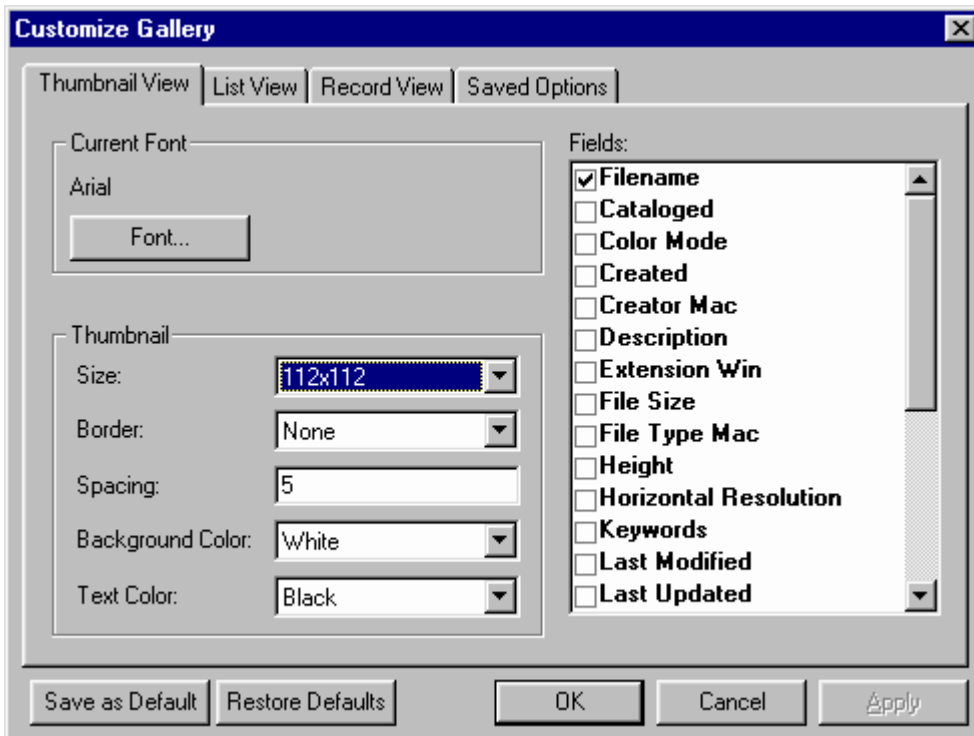 Customize Gallery
Thumbnail View List View Record View Saved Options
Current Font
Arial
Font...
Thumbnail
Size: 112x112
Border: None
Spacing: 5
Background Color: White
Text Color: Black
Fields:
Filename
Cataloged
Color Mode
Created
Creator Mac
Description
Extension Win
File Size
File Type Mac
Height
Horizontal Resolution
Keywords
Last Modified
Last Updated
Save as Default Restore Defaults OK Cancel Apply